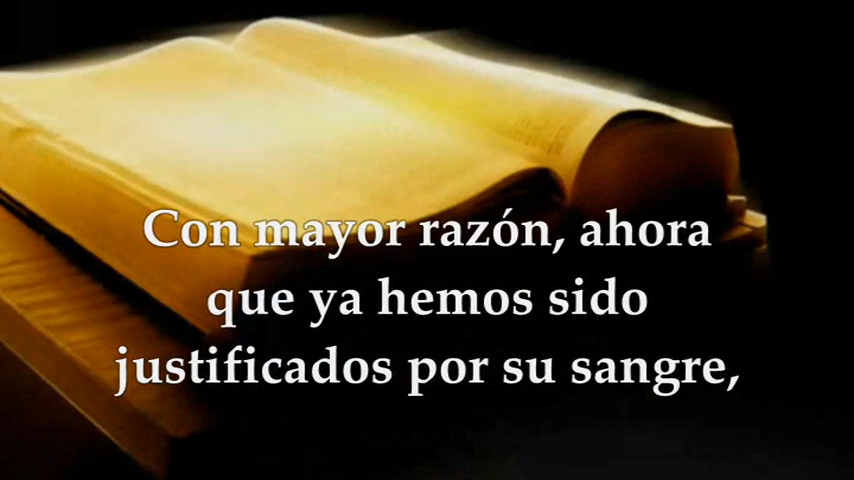 Con mayor razón, ahora
que ya hemos sido
justificados por su sangre,